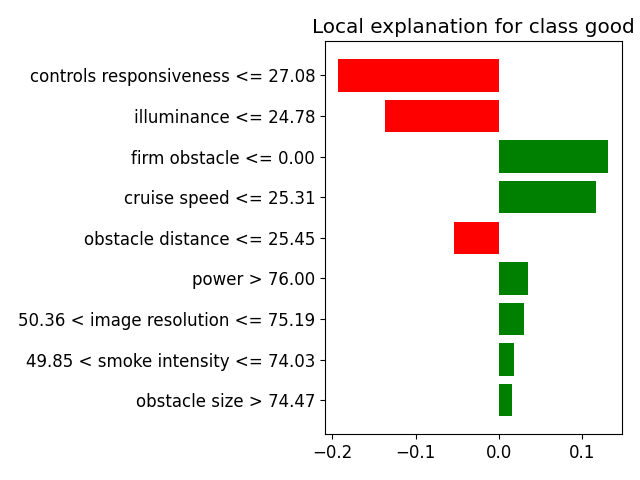 Local explanation for class good
controls responsiveness <= 27.08
illuminance <= 24.78
firm obstacle <= 0.00
cruise speed <= 25.31
obstacle distance <= 25.45
power > 76.00
50.36 < image resolution <= 75.19
49.85 < smoke intensity <= 74.03
obstacle size > 74.47
−0.2 −0.1 0.0 0.1